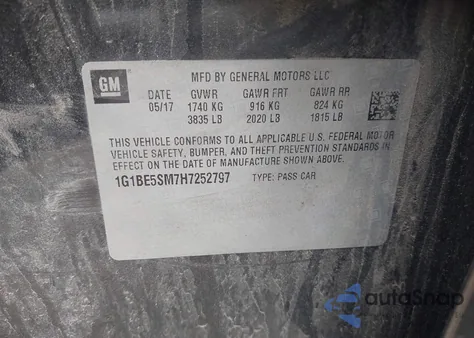 GM
MFD BY GENERAL MOTORS LLC
DATE GVWR GAWR FRT GAWR RR
05/17 1740 KG 916 KG 824 KG
3835 LB 2020 LB 1815 LB
THIS VEHICLE CONFORMS TO ALL APPLICABLE U.S. FEDERAL MOTOR
VEHICLE SAFETY, BUMPER, AND THEFT PREVENTION STANDARDS IN
EFFECT ON THE DATE OF MANUFACTURE SHOWN ABOVE.
1G1BE5SM7H7252797 TYPE: PASS CAR
autoSnap